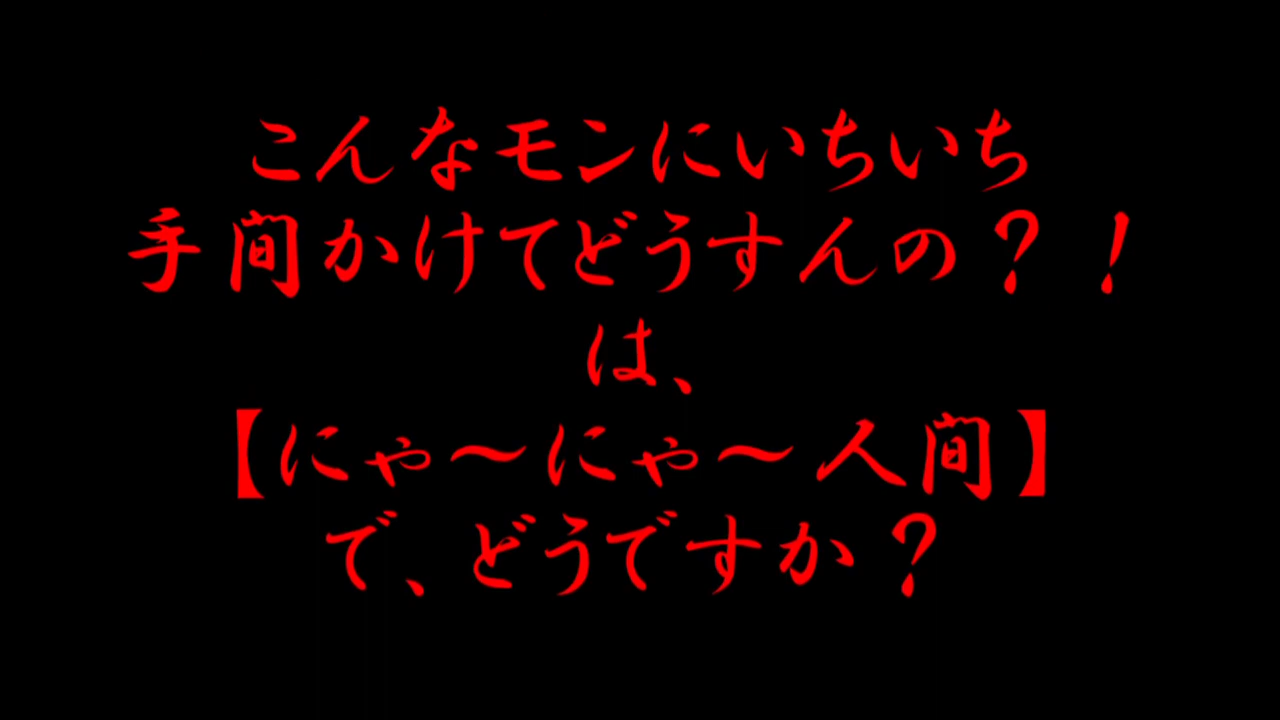 こんなモンにいちいち
手間かけてどうすんの？！
は、
【にゃ～にゃ～人間】
で、どうですか？